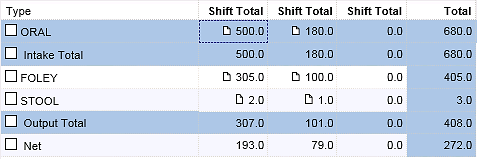 Type Shift Total Shift Total Shift Total Total
ORAL 500.0 180.0 0.0 680.0
Intake Total 500.0 180.0 0.0 680.0
FOLEY 305.0 100.0 0.0 405.0
STOOL 2.0 1.0 0.0 3.0
Output Total 307.0 101.0 0.0 408.0
Net 193.0 79.0 0.0 272.0